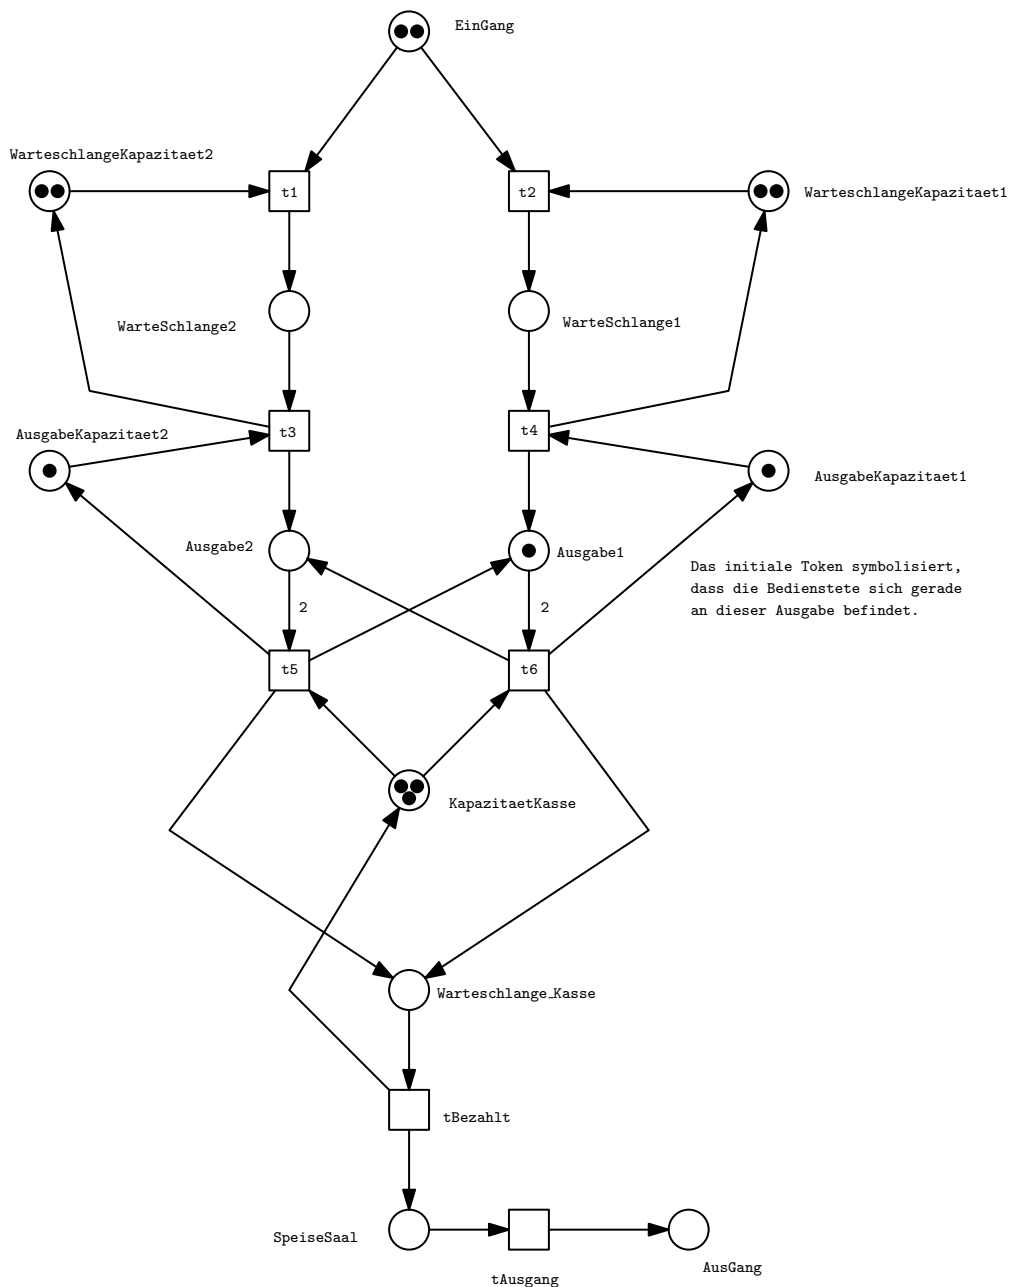 EinGang
WarteschlangeKapazitaet2
t1
t2
WarteschlangeKapazitaet1
WarteSchlange2
WarteSchlange1
AusgabeKapazitaet2
t3
t4
AusgabeKapazitaet1
Ausgabe2
Ausgabe1
Das initiale Token symbolisiert,
dass die Bedienstete sich gerade
an dieser Ausgabe befindet.
2
2
t5
t6
KapazitaetKasse
Warteschlange_Kasse
tBezahlt
SpeiseSaal
AusGang
tAusgang